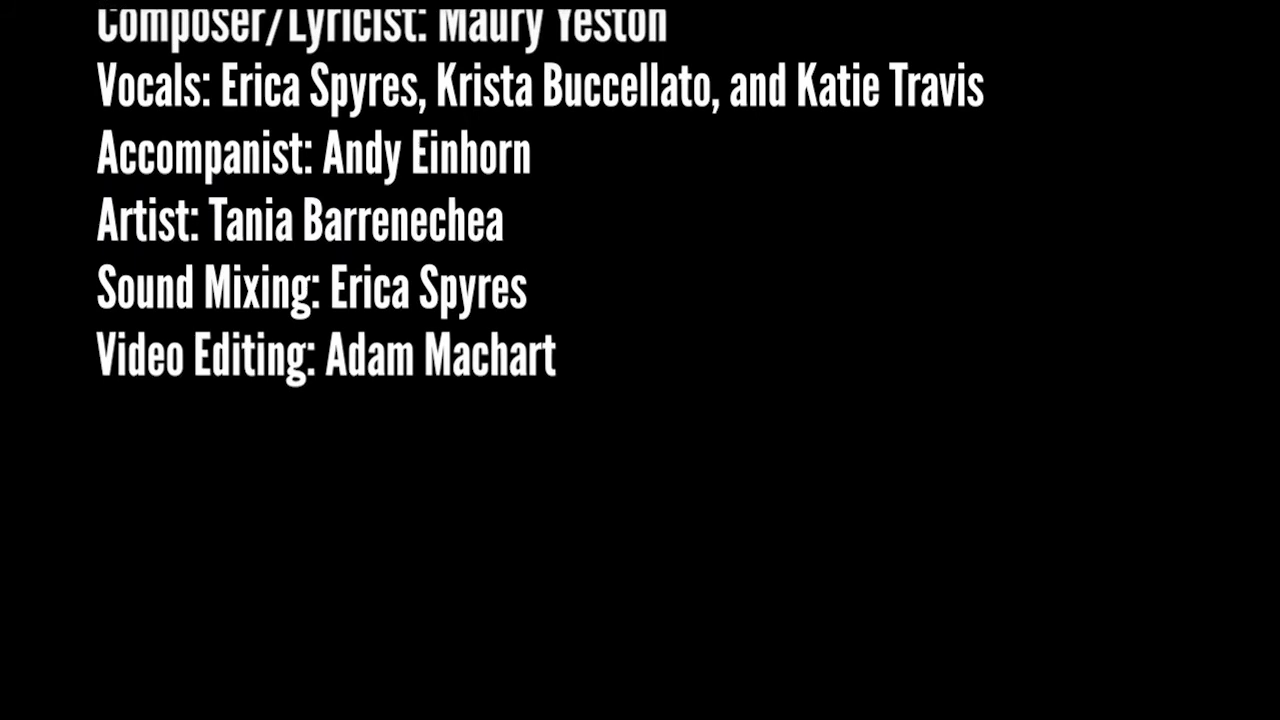 Composer/Lyricist: Maury Yeston
Vocals: Erica Spyres, Krista Buccellato, and Katie Travis
Accompanist: Andy Einhorn
Artist: Tania Barrenechea
Sound Mixing: Erica Spyres
Video Editing: Adam Machart